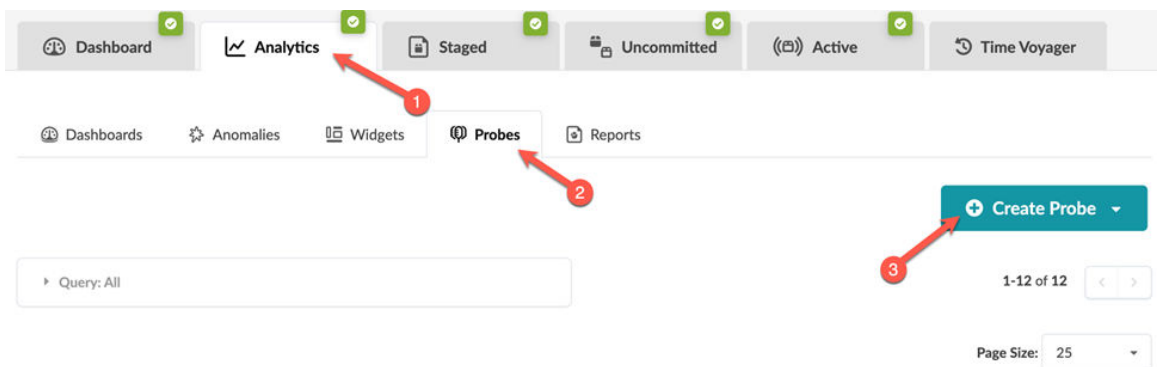 Dashboard Analytics Staged Uncommitted Active Time Voyager
1
Dashboards Anomalies Widgets Probes Reports
2
Create Probe
3
Query: All 1-12 of 12
Page Size: 25